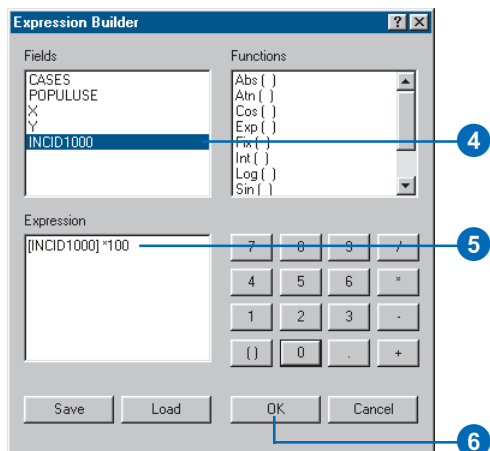 Expression Builder
? X
Fields
Functions
CASES
POPULUSE
X
Y
INCID1000
Abs ( )
Atn ( )
Cos ( )
Exp ( )
Fix ( )
Int ( )
Log ( )
Sin ( )
4
Expression
[INCID1000] *100
7 8 9 /
5
4 5 6 *
1 2 3 -
( ) 0 . +
Save Load OK Cancel
6